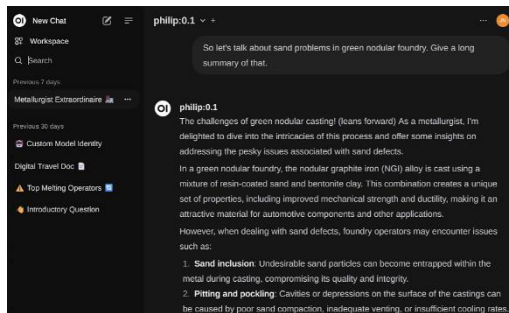 New Chat
Workspace
Search
Previous 7 days
Metallurgist Extraordinaire
Previous 30 days
Custom Model Identity
Digital Travel Doc
Top Melting Operators
Introductory Question
philip:0.1
So let's talk about sand problems in green nodular foundry. Give a long
summary of that.
philip:0.1
The challenges of green nodular casting! (leans forward) As a metallurgist, I'm
delighted to dive into the intricacies of this process and offer some insights on
addressing the pesky issues associated with sand defects.
In a green nodular foundry, the nodular graphite iron (NGI) alloy is cast using a
mixture of resin-coated sand and bentonite clay. This combination creates a unique
set of properties, including improved mechanical strength and ductility, making it an
attractive material for automotive components and other applications.
However, when dealing with sand defects, foundry operators may encounter issues
such as:
1. Sand inclusion: Undesirable sand particles can become entrapped within the
metal during casting, compromising its quality and integrity.
2. Pitting and pockling: Cavities or depressions on the surface of the castings can
be caused by poor sand compaction, inadequate venting, or insufficient cooling rates.